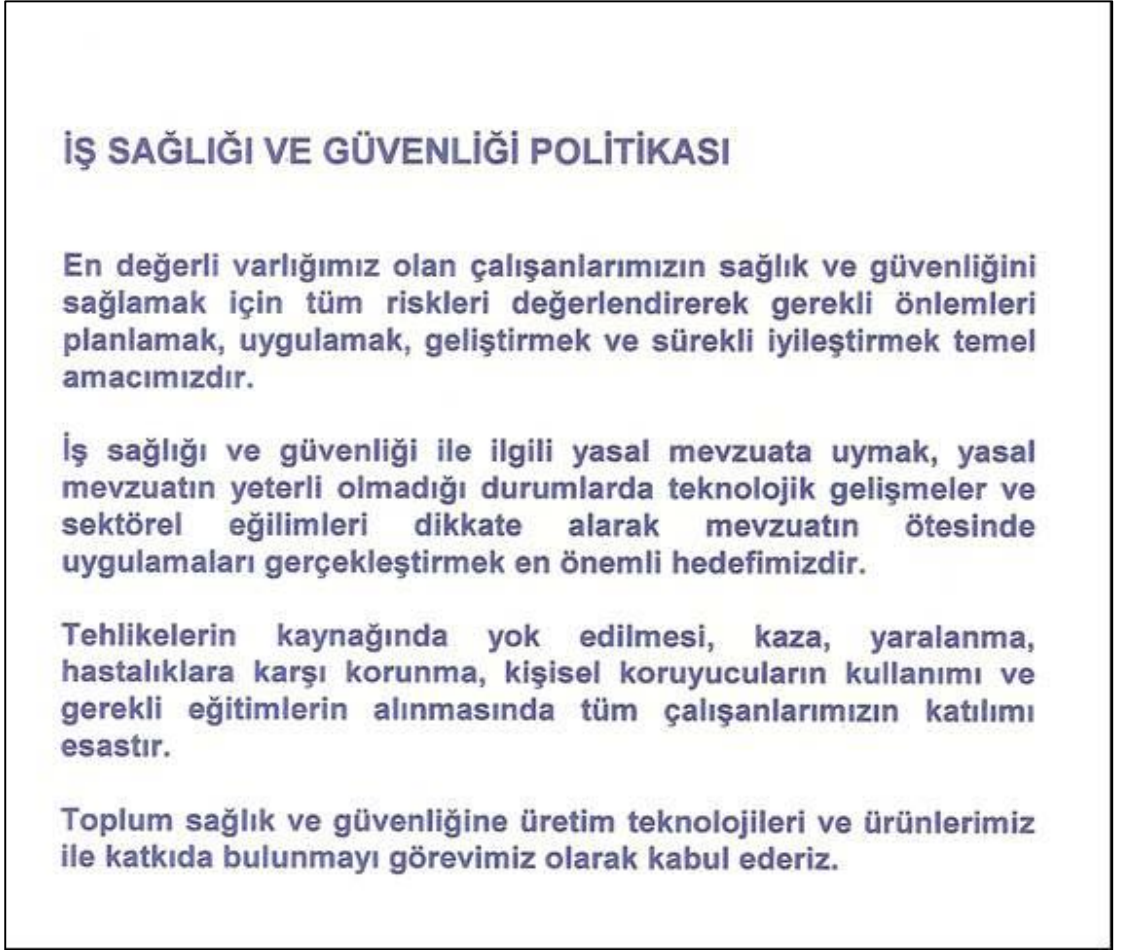 İŞ SAĞLIĞI VE GÜVENLİĞİ POLİTİKASI
En değerli varlığımız olan çalışanlarımızın sağlık ve güvenliğini
sağlamak için tüm riskleri değerlendirerek gerekli önlemleri
planlamak, uygulamak, geliştirmek ve sürekli iyileştirmek temel
amacımızdır.
İş sağlığı ve güvenliği ile ilgili yasal mevzuata uymak, yasal
mevzuatın yeterli olmadığı durumlarda teknolojik gelişmeler ve
sektörel eğilimleri dikkate alarak mevzuatın ötesinde
uygulamaları gerçekleştirmek en önemli hedefimizdir.
Tehlikelerin kaynağında yok edilmesi, kaza, yaralanma,
hastalıklara karşı korunma, kişisel koruyucuların kullanımı ve
gerekli eğitimlerin alınmasında tüm çalışanlarımızın katılımı
esastır.
Toplum sağlık ve güvenliğine üretim teknolojileri ve ürünlerimiz
ile katkıda bulunmayı görevimiz olarak kabul ederiz.